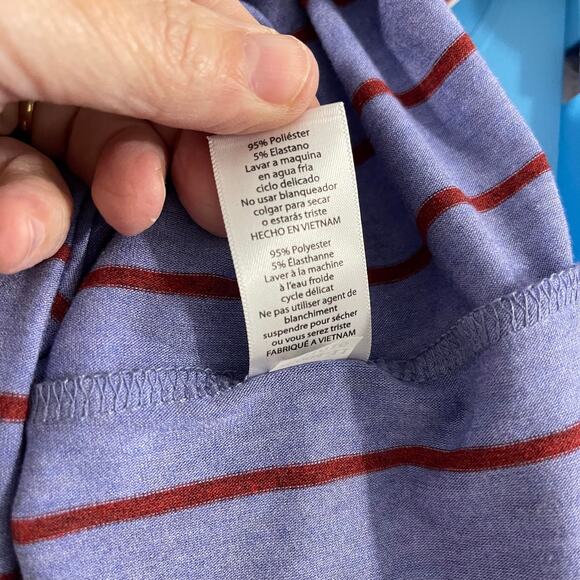 95% Poliéster
5% Elastano
Lavar a maquina
en agua fria
ciclo delicado
No usar blanqueador
colgar para secar
o estarás triste
HECHO EN VIETNAM
95% Polyester
5% Élasthanne
Laver à la machine
à l'eau froide
cycle délicat
Ne pas utiliser agent de
blanchiment
suspendre pour sécher
ou vous serez triste
FABRIQUÉ A VIETNAM